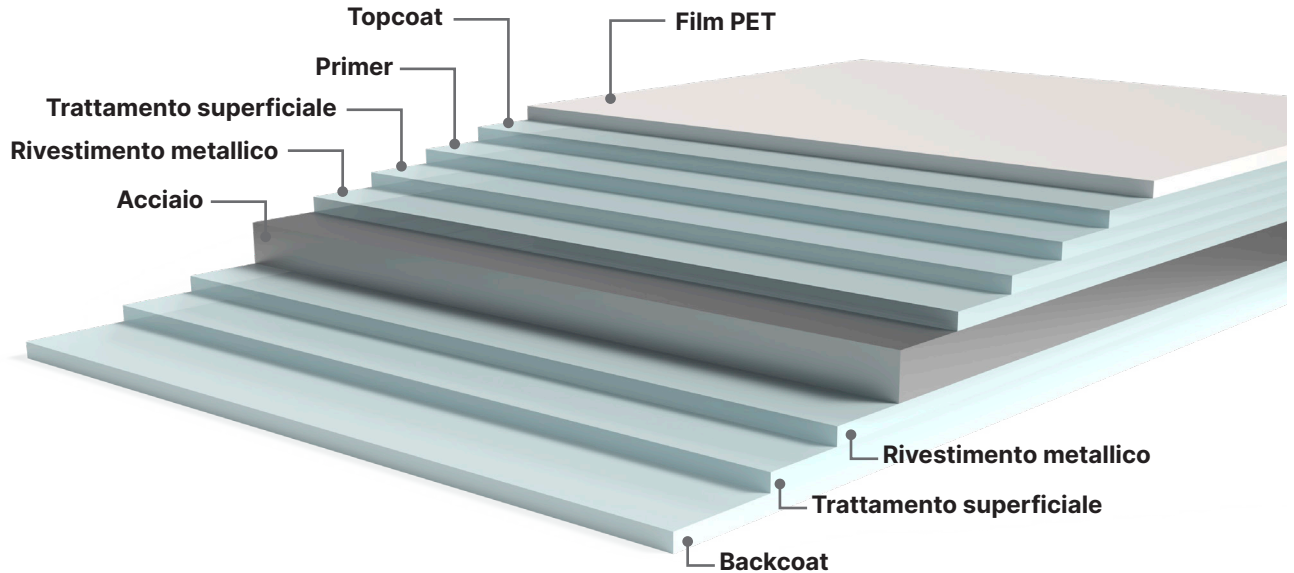 Topcoat
Film PET
Primer
Trattamento superficiale
Rivestimento metallico
Acciaio
Rivestimento metallico
Trattamento superficiale
Backcoat